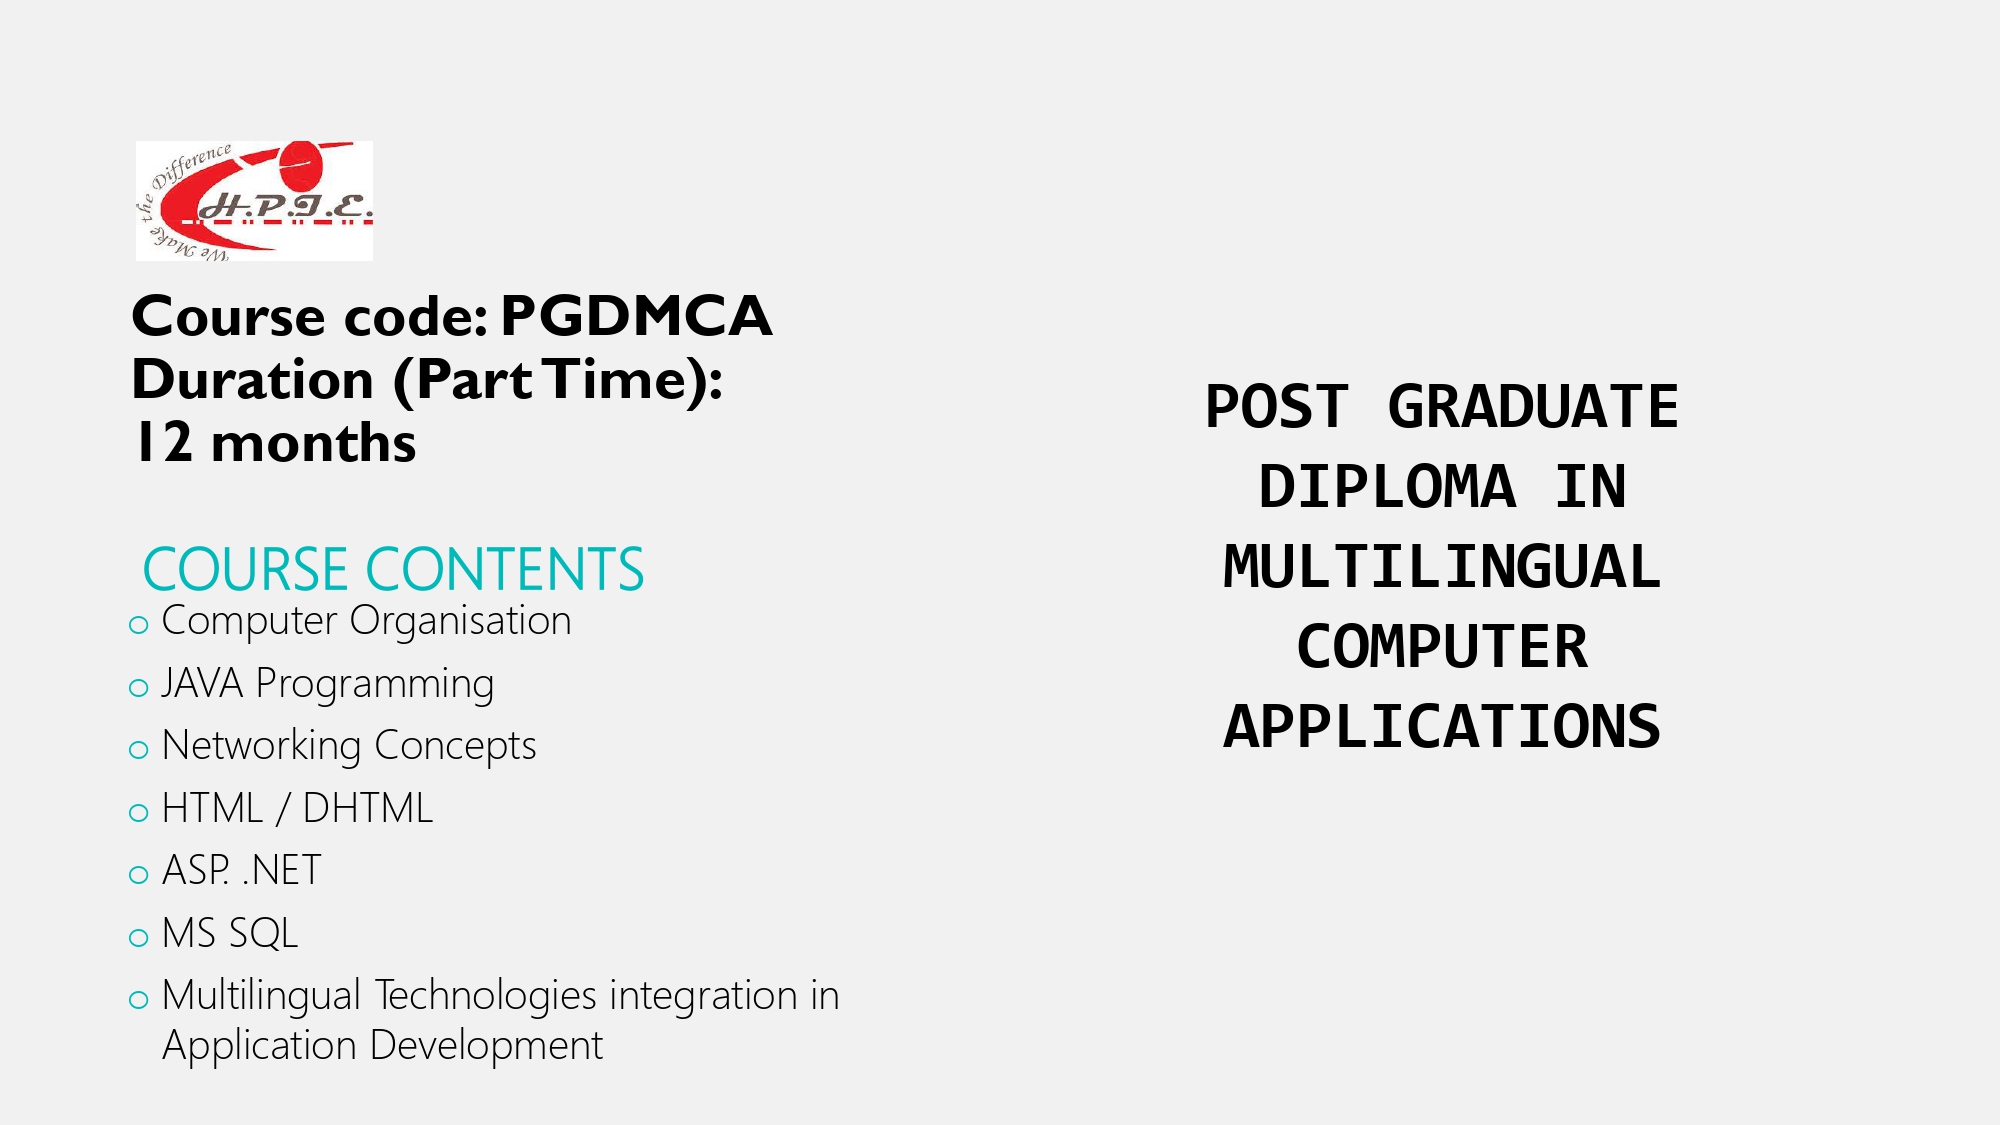 We Make the Difference
H.P.I.E.
Course code: PGDMCA
Duration (Part Time):
12 months
COURSE CONTENTS
o Computer Organisation
o JAVA Programming
o Networking Concepts
o HTML / DHTML
o ASP. .NET
o MS SQL
o Multilingual Technologies integration in
Application Development
POST GRADUATE
DIPLOMA IN
MULTILINGUAL
COMPUTER
APPLICATIONS